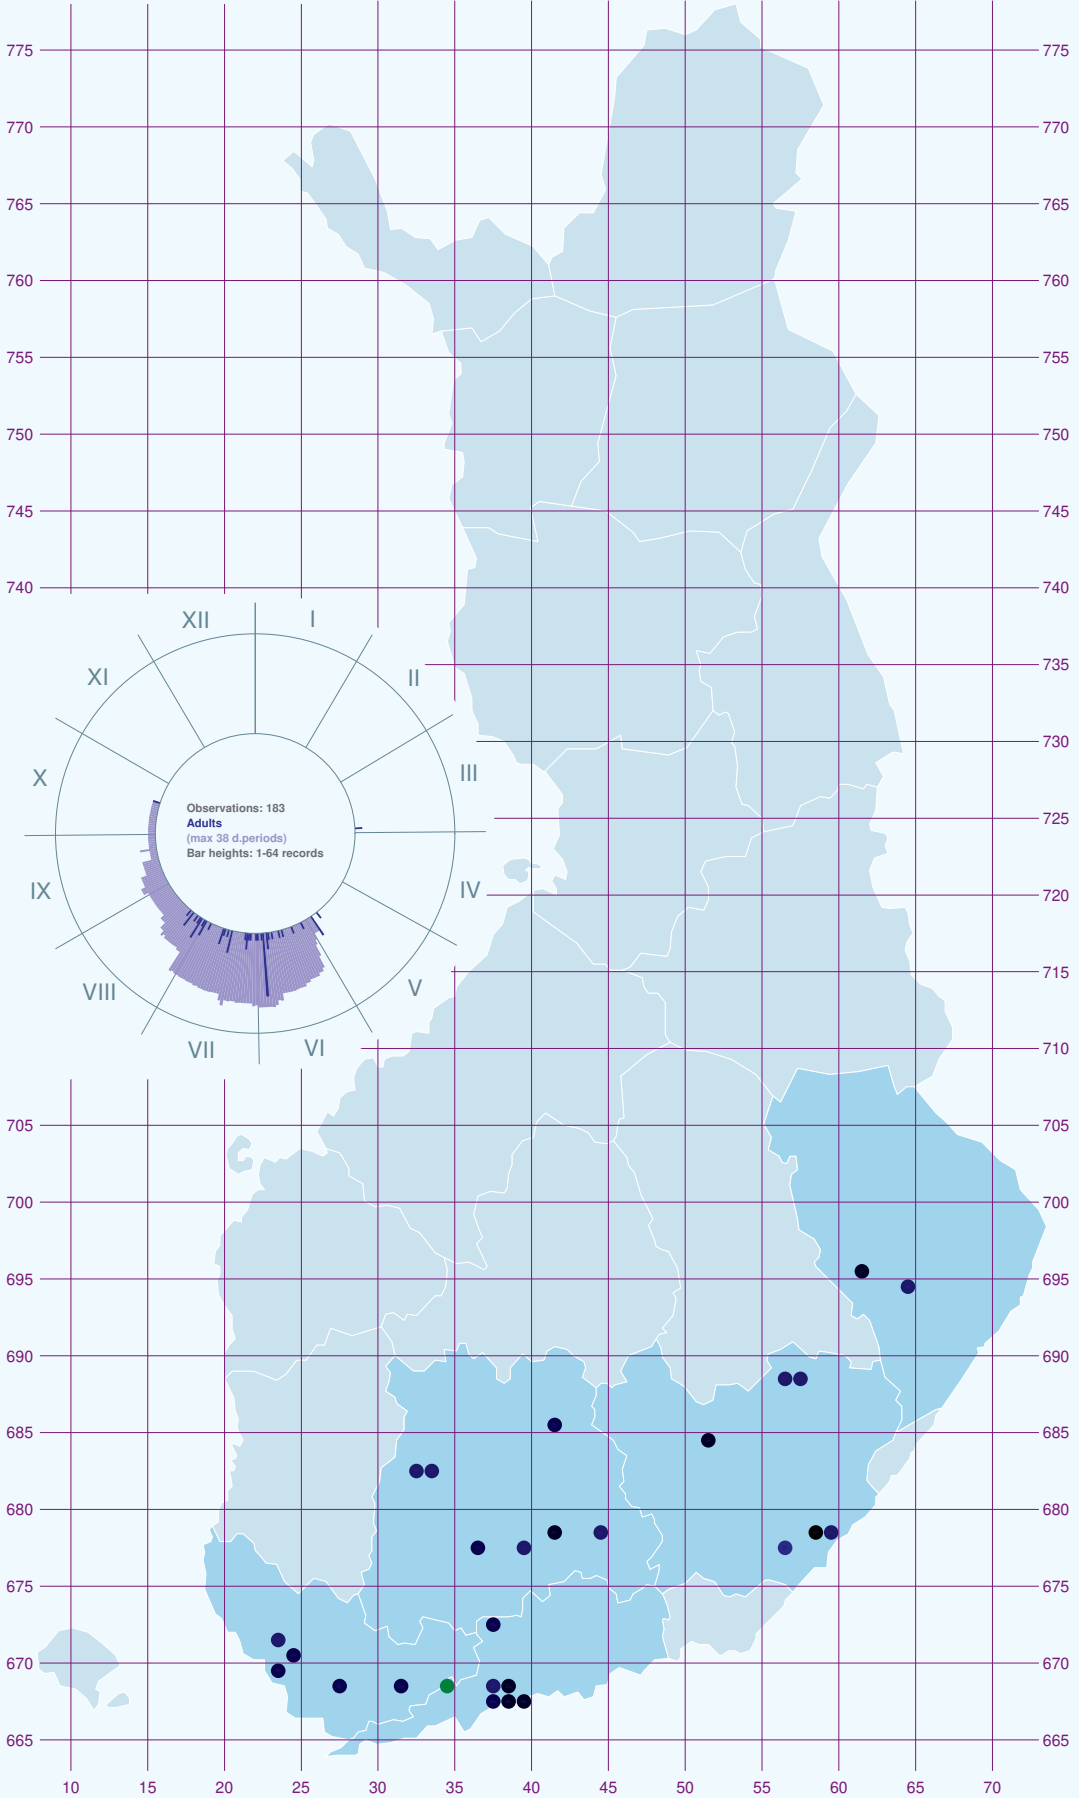 775 775
770 770
765 765
760 760
755 755
750 750
745 745
740 740
XII I
735
XI II
730
X III
Observations: 183
Adults
(max 38 d.periods)
Bar heights: 1-64 records
725
IX IV
720
VIII V
715
VII VI
710
705 705
700 700
695 695
690 690
685 685
680 680
675 675
670 670
665 665
10 15 20 25 30 35 40 45 50 55 60 65 70